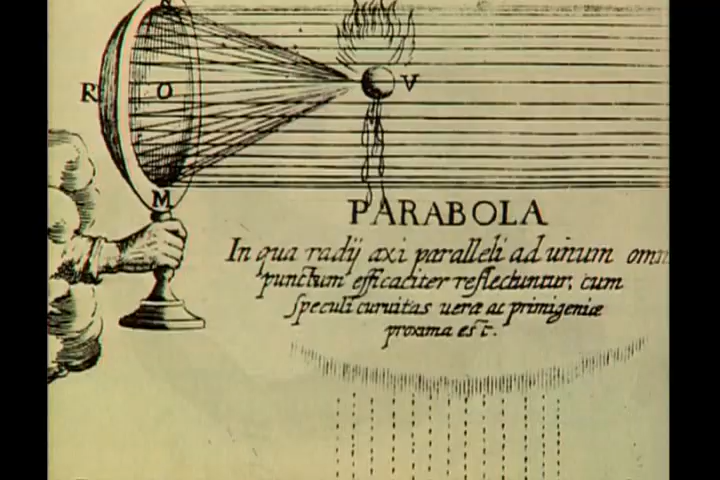 R O V
M
PARABOLA
In qua radij axi paralleli ad unum omn
punctum efficaciter reflectuntur, cum
speculi curuitas ueræ ac primigeniæ
proxima est.